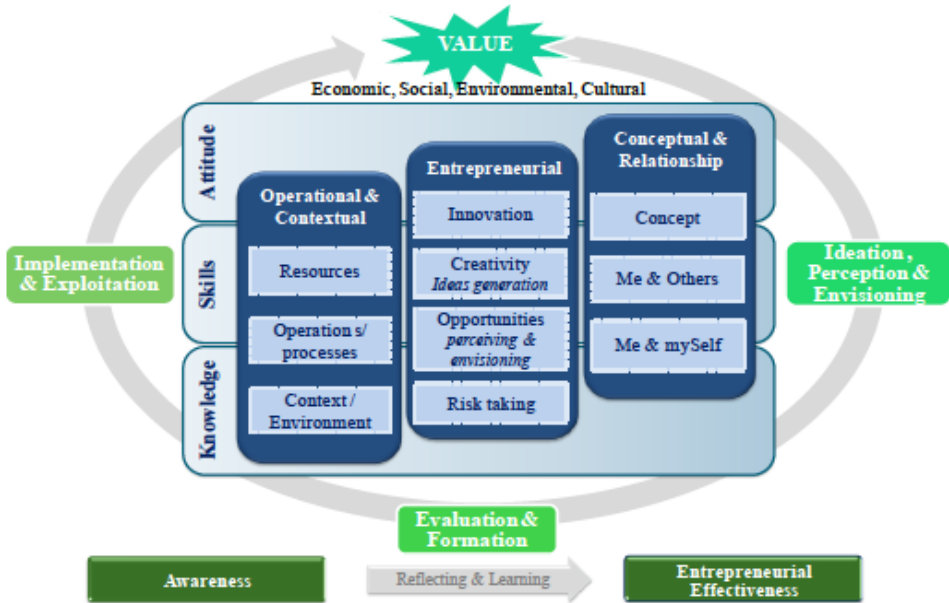 VALUE
Economic, Social, Environmental, Cultural
Attitude
Skills
Knowledge
Operational &
Contextual
Resources
Operation s/
processes
Context /
Environment
Entrepreneurial
Innovation
Creativity
Ideas generation
Opportunities
perceiving &
envisioning
Risk taking
Conceptual &
Relationship
Concept
Me & Others
Me & mySelf
Implementation
& Exploitation
Ideation ,
Perception &
Envisioning
Evaluation &
Formation
Awareness
Reflecting & Learning
Entrepreneurial
Effectiveness